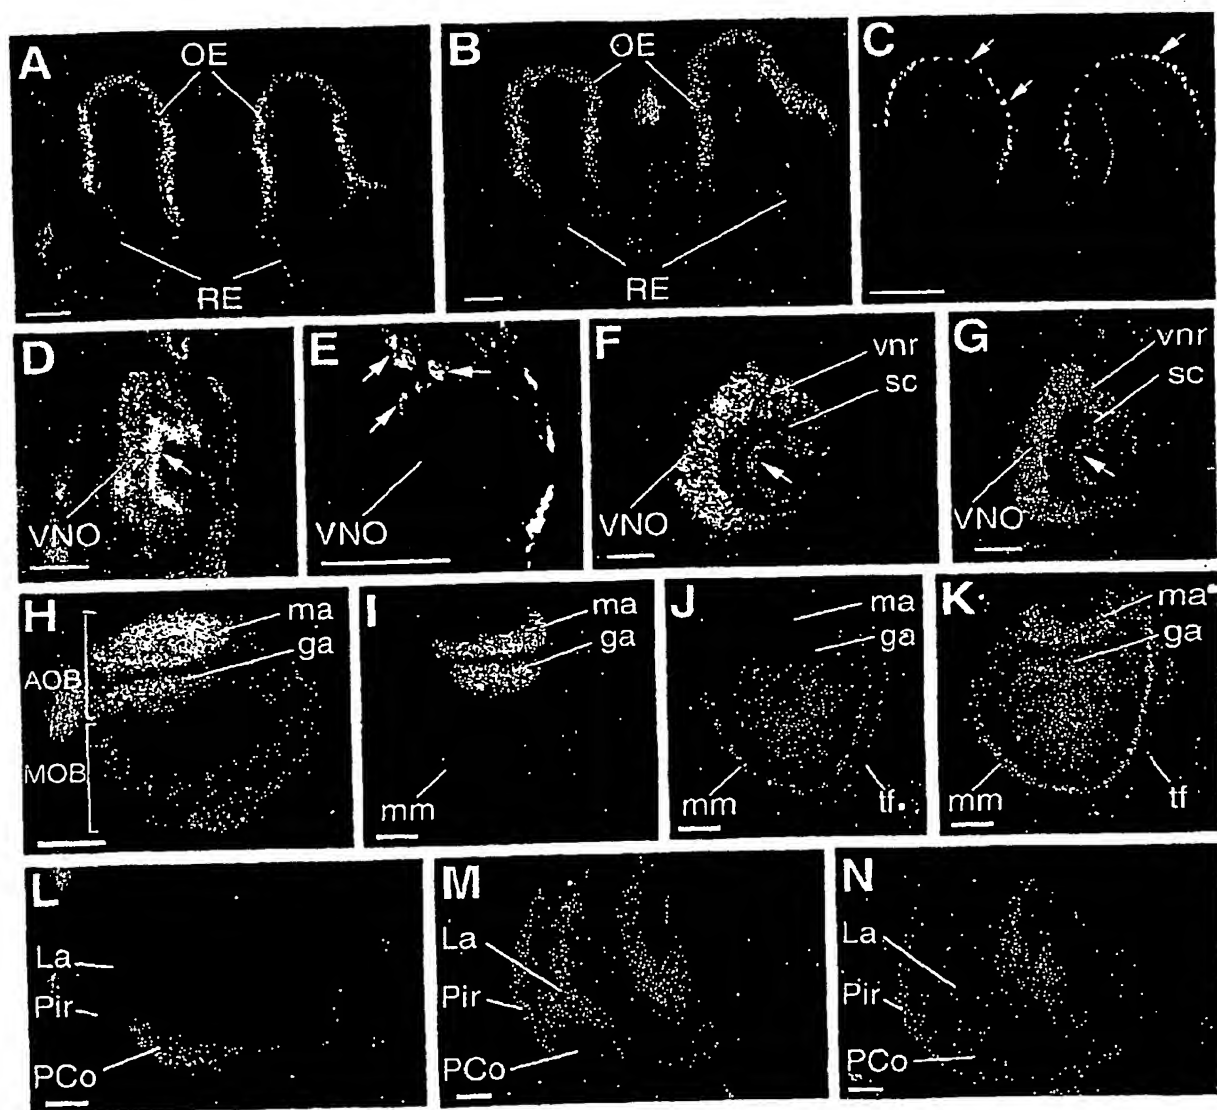 A
OE
RE
B
OE
RE
C
D
VNO
E
VNO
F
vnr
sc
VNO
G
vnr
sc
VNO
H
ma
ga
AOB
MOB
I
ma
ga
mm
J
ma
ga
mm
tf
K
ma
ga
mm
tf
L
La
Pir
PCo
M
La
Pir
PCo
N
La
Pir
PCo